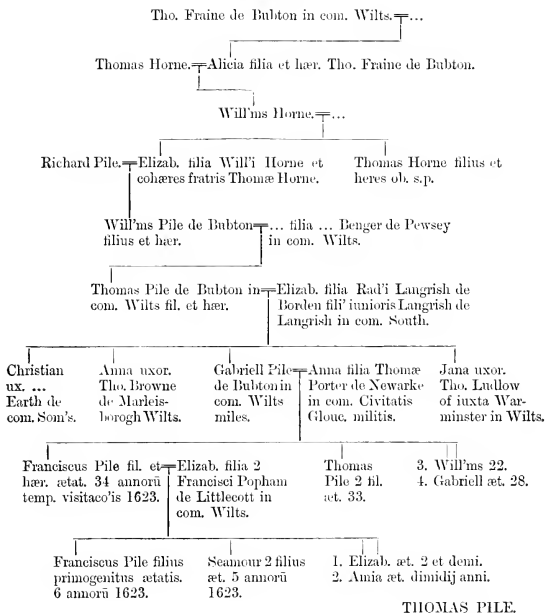 Tho. Fraine de Bubton in com. Wilts.=...
Thomas Horne.=Alicia filia et hær. Tho. Fraine de Bubton.
Will'ms Horne.=...
Richard Pile.=Elizab. filia Will'i Horne et
cohæres fratris Thomæ Horne.
Thomas Horne filius et
heres ob. s.p.
Will'ms Pile de Bubton=... filia ... Benger de Pewsey
filius et hær.
in com. Wilts.
Thomas Pile de Bubton in=Elizab. filia Rad'i Langrish de
com. Wilts fil. et hær.
Borden fili' iunioris Langrish de
Langrish in com. South.
Christian
ux. ...
Earth de
com. Som's.
Anna uxor.
Tho. Browne
de Marleis-
borogh Wilts.
Gabriell Pile=Anna filia Thomæ
de Bubton in
com. Wilts
miles.
Porter de Newarke
in com. Civitatis
Glouc. militis.
Jana uxor.
Tho. Ludlow
of iuxta War-
minster in Wilts.
Franciscus Pile fil. et=Elizab. filia 2
hær. ætat. 34 annorū
temp. visitaco'is 1623.
Francisci Popham
de Littlecott in
com. Wilts.
Thomas
Pile 2 fil.
æt. 33.
3. Will'ms 22.
4. Gabriell æt. 28.
Franciscus Pile filius
primogenitus ætatis.
6 annorū 1623.
Seamour 2 filius
æt. 5 annorū
1623.
1. Elizab. æt. 2 et demi.
2. Amia æt. dimidij anni.
THOMAS PILE.